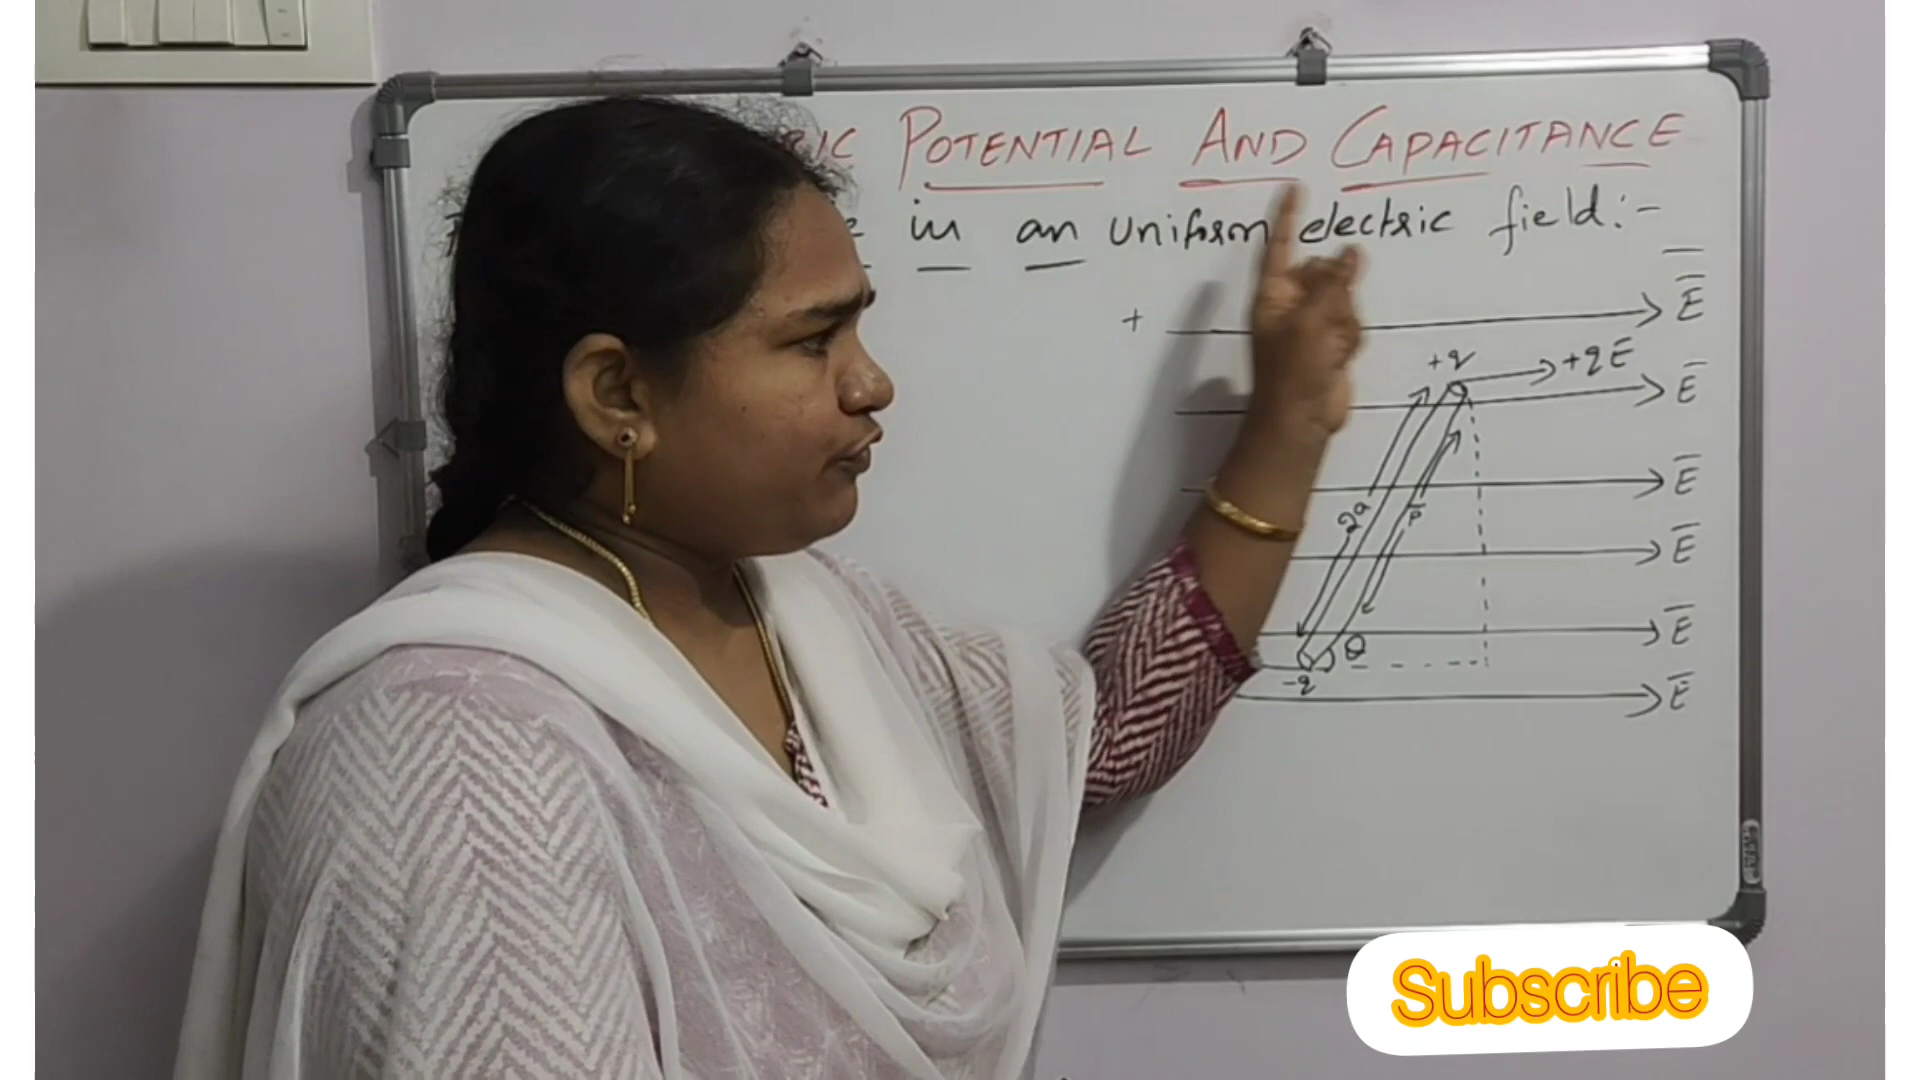 POTENTIAL AND CAPACITANCE
in an uniform electric field:-
+ E̅
+q +qE̅
E̅
E̅
2a p̅
E̅
θ E̅
-q E̅
Subscribe